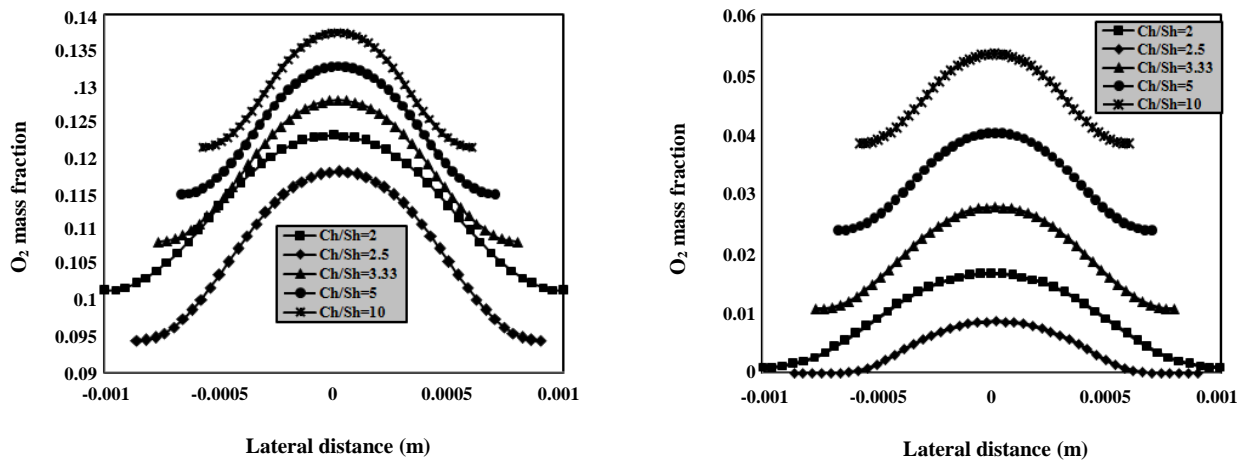 0.14
0.135
.13
0.125
0.12
0.115
0.11
0.105
0.1
0.095
0.09
O2 mass fraction
Ch/Sh=2
Ch/Sh=2.5
Ch/Sh=3.33
Ch/Sh=5
Ch/Sh=10
-0.001
-0.0005
0
0.0005
0.001
Lateral distance (m)
0.06
0.05
0.04
0.03
0.02
0.01
0
O2 mass fraction
Ch/Sh=2
Ch/Sh=2.5
Ch/Sh=3.33
Ch/Sh=5
Ch/Sh=10
-0.001
-0.0005
0
0.0005
0.001
Lateral distance (m)